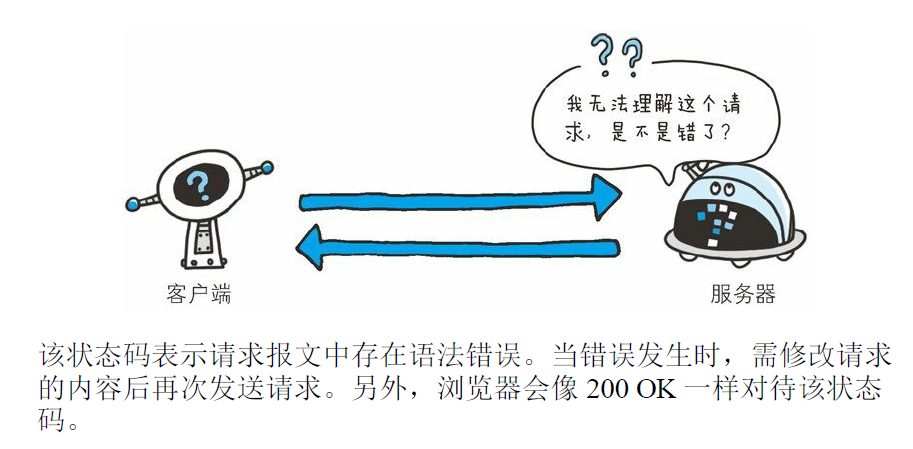 ? ?
我无法理解这个请
求，是不是错了？
?
客户端
服务器
该状态码表示请求报文中存在语法错误。当错误发生时，需修改请求
的内容后再次发送请求。另外，浏览器会像 200 OK 一样对待该状态
码。